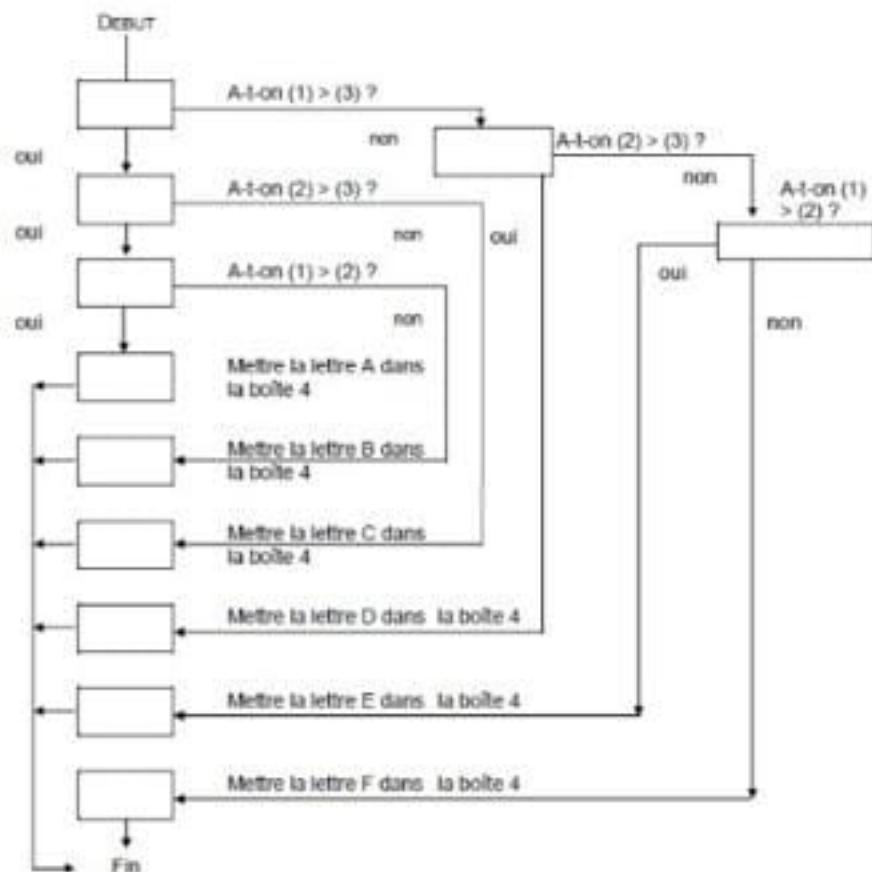 DEBUT
A-t-on (1) > (3) ?
oui
non
A-t-on (2) > (3) ?
A-t-on (2) > (3) ?
non
A-t-on (1)
> (2) ?
oui
non
oui
A-t-on (1) > (2) ?
oui
oui
non
non
Mettre la lettre A dans
la boîte 4
Mettre la lettre B dans
la boîte 4
Mettre la lettre C dans
la boîte 4
Mettre la lettre D dans la boîte 4
Mettre la lettre E dans la boîte 4
Mettre la lettre F dans la boîte 4
Fin